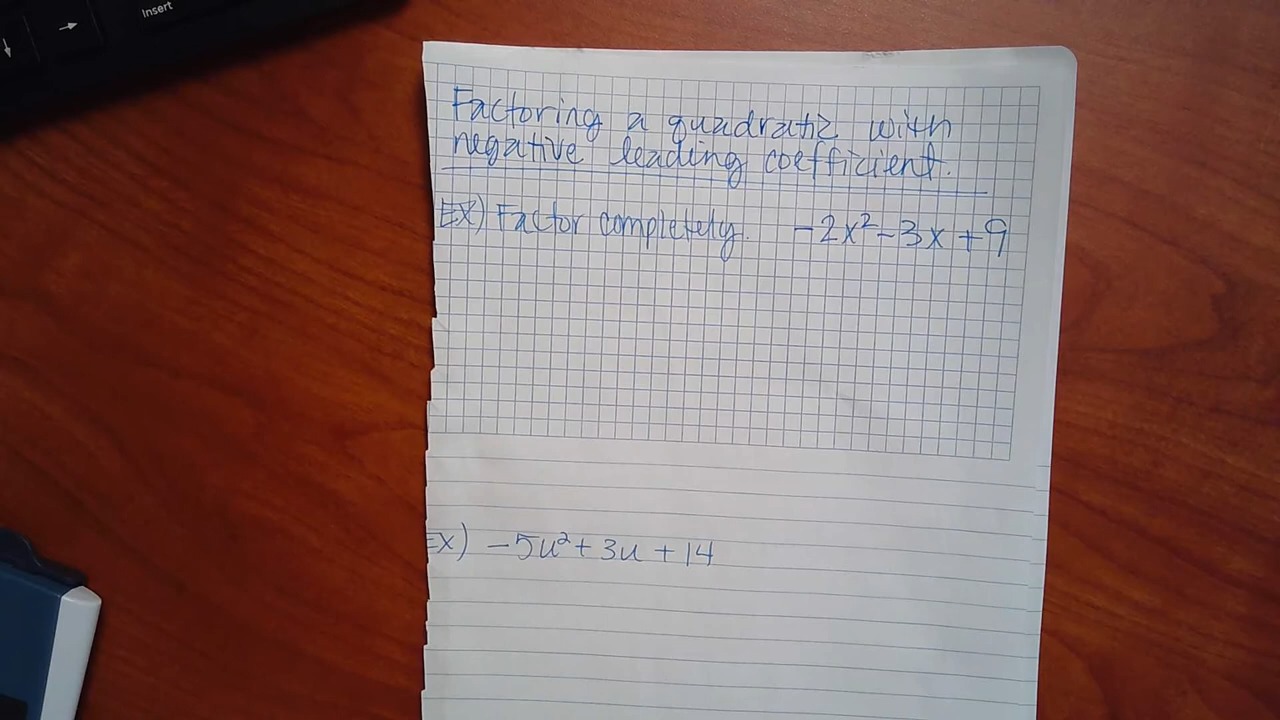 Insert
Factoring a quadratic with
negative leading coefficient.
Ex) Factor completely. -2x²-3x+9
Ex) -5u²+3u+14